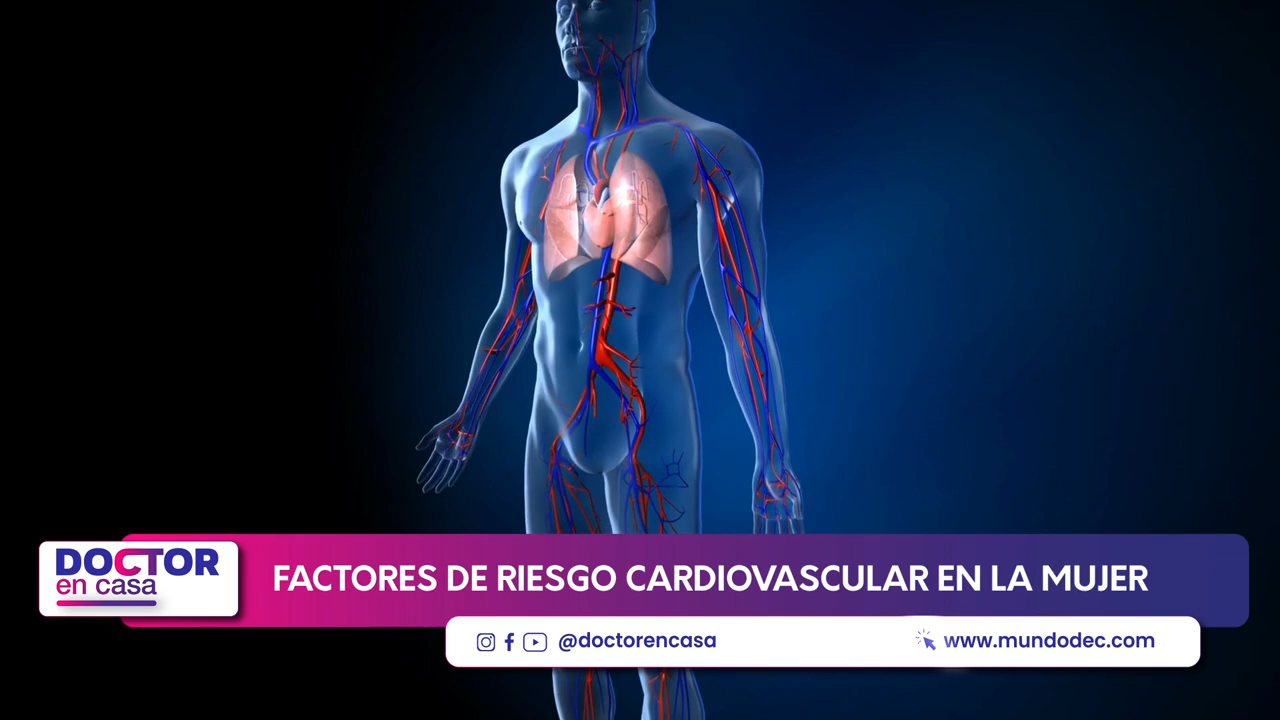 DOCTOR
en casa
FACTORES DE RIESGO CARDIOVASCULAR EN LA MUJER
@doctorencasa
www.mundodec.com